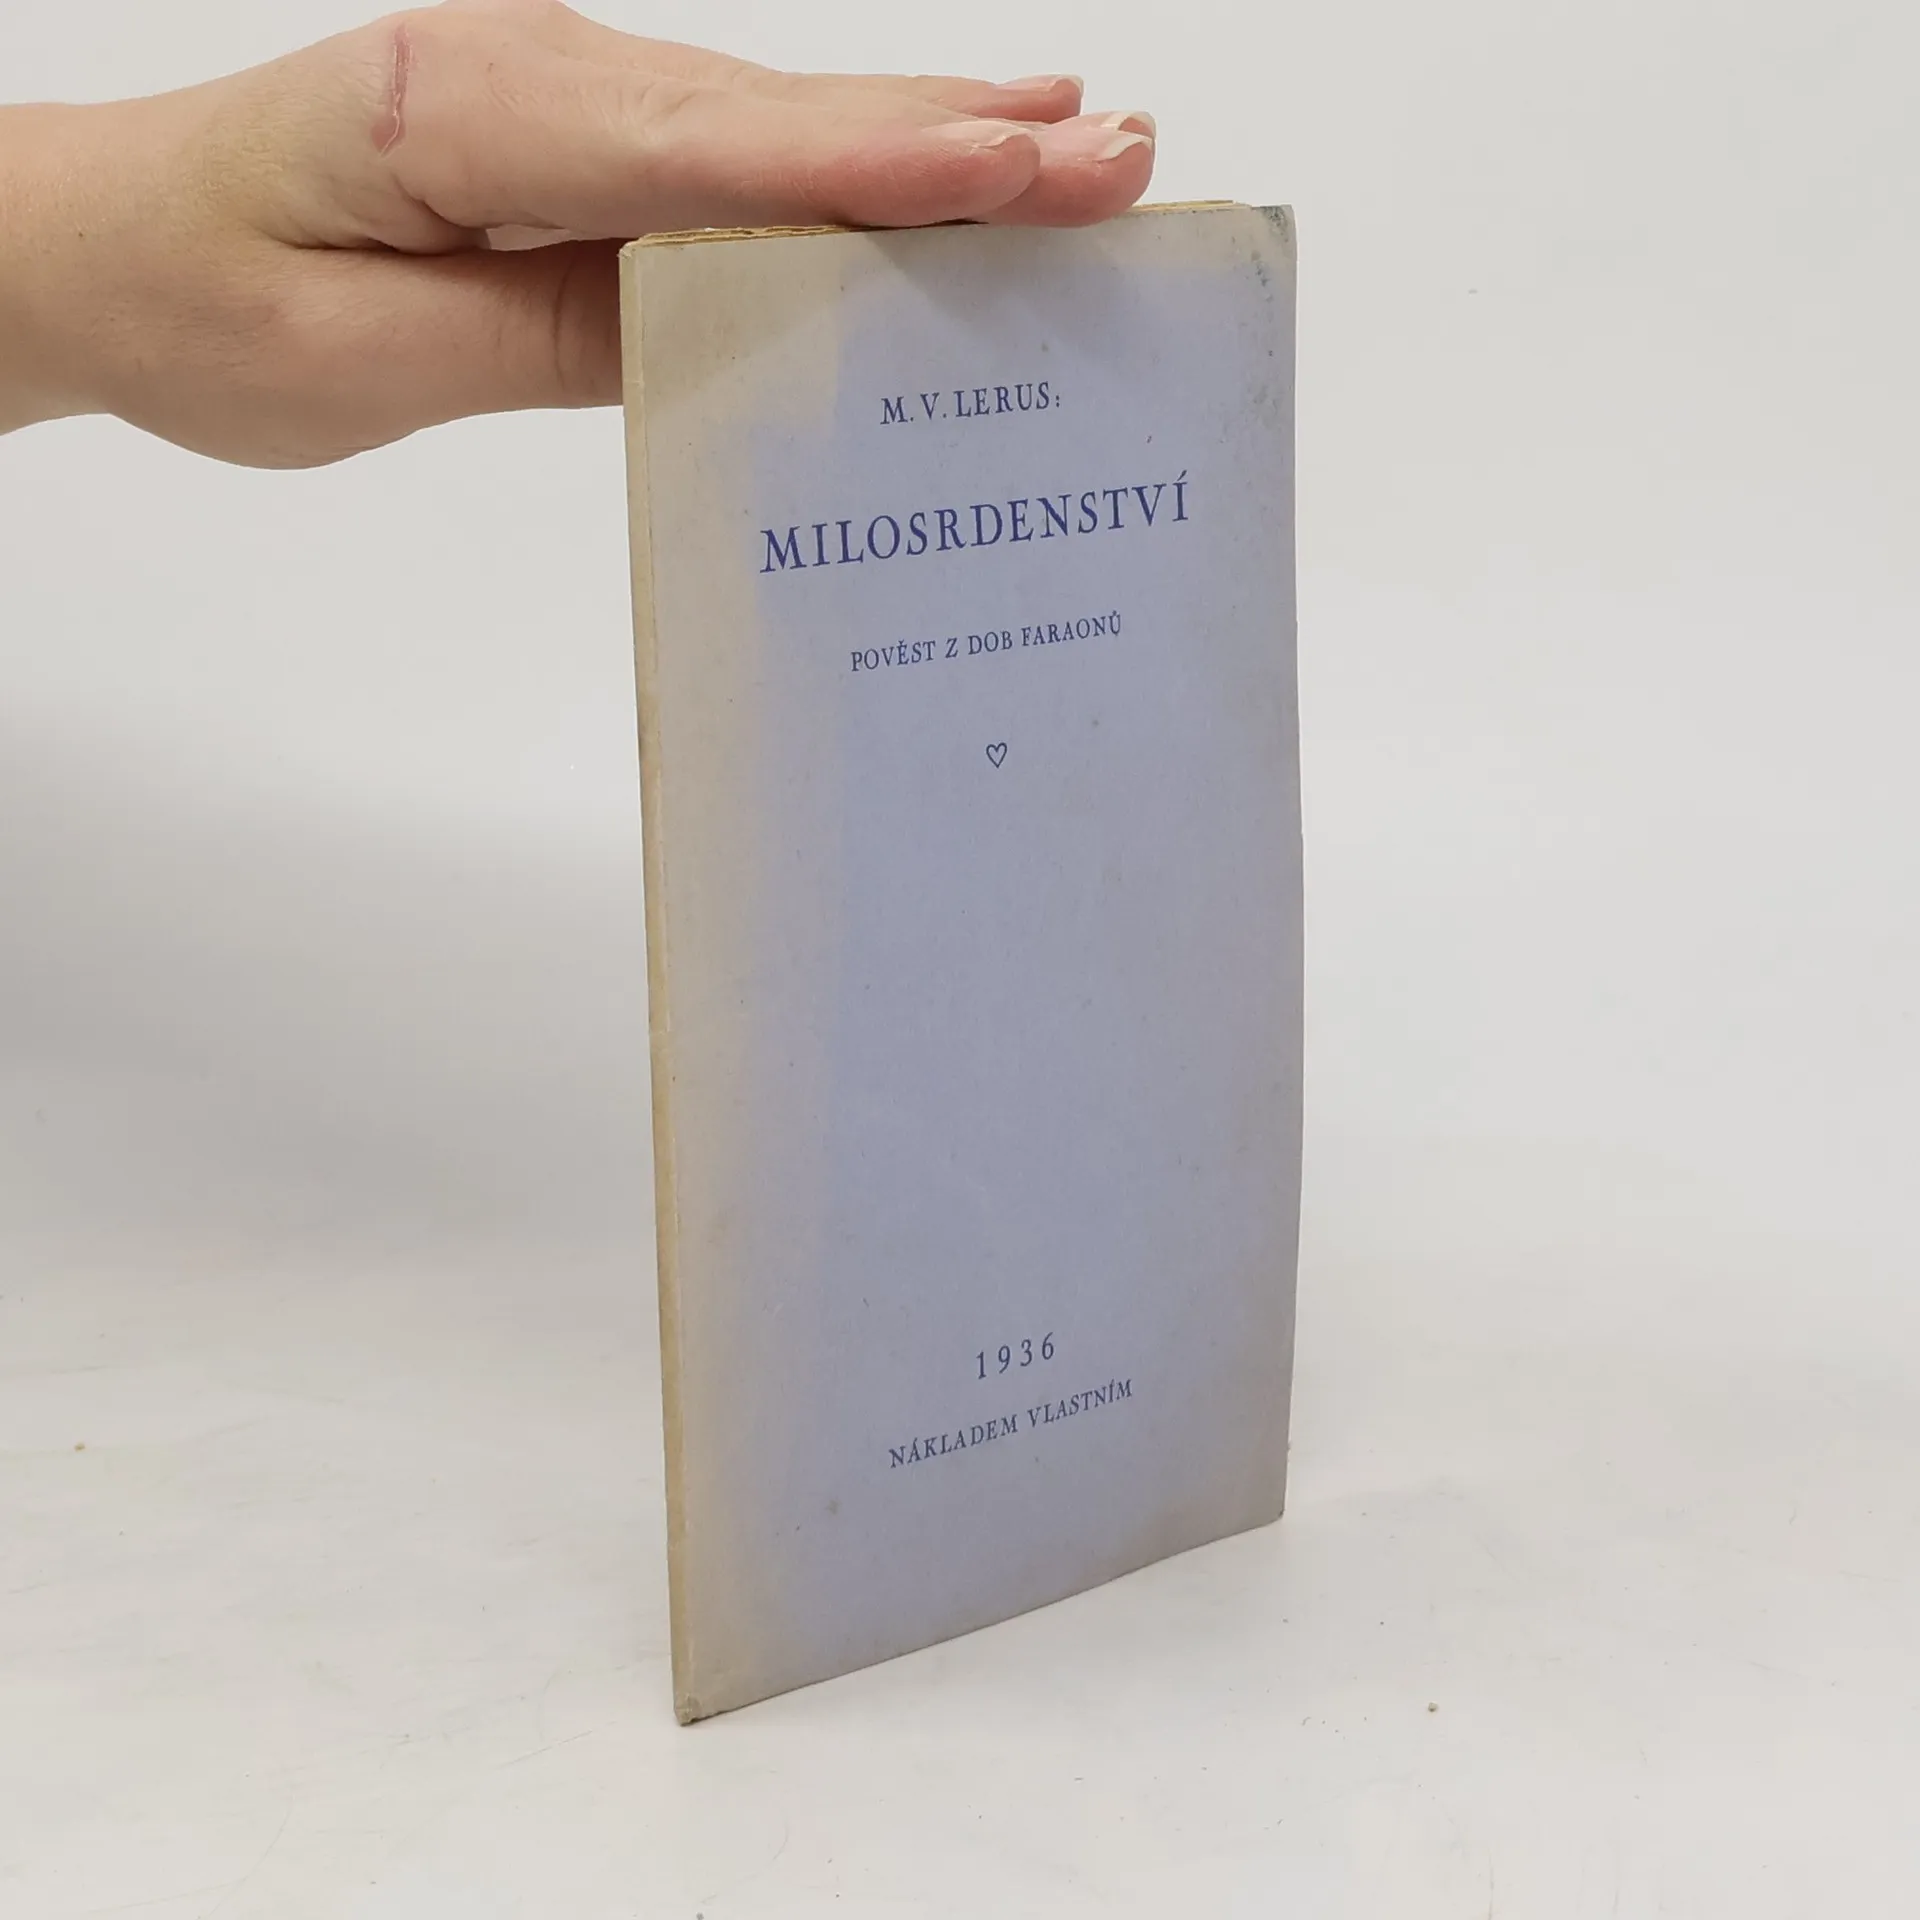 M. V. LERUS:
MILOSRDENSTVÍ
POVĚST Z DOB FARAONŮ
1936
NÁKLADEM VLASTNÍM